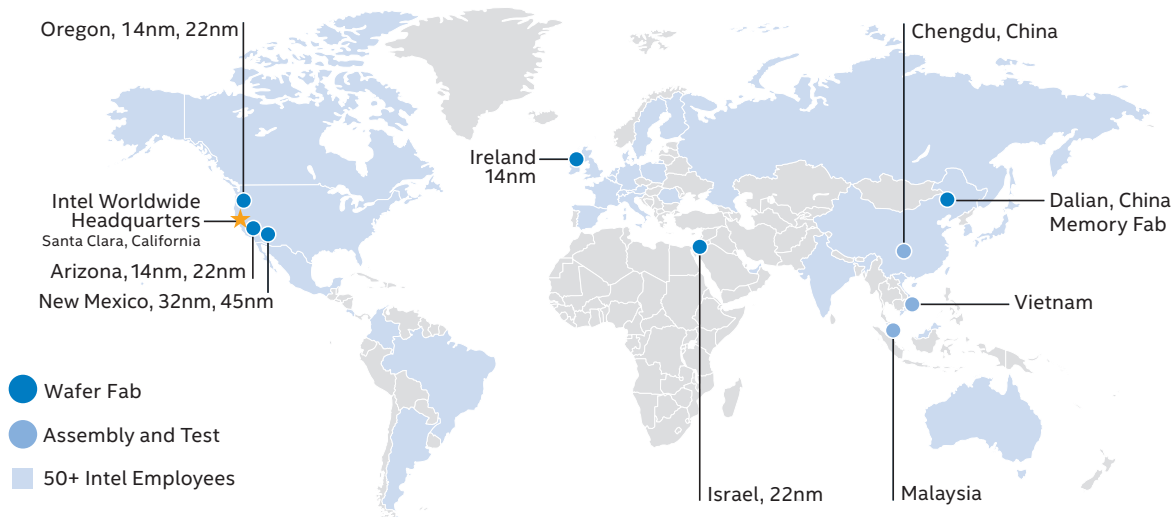 Oregon, 14nm, 22nm
Chengdu, China
Ireland
14nm
Intel Worldwide
Headquarters
Santa Clara, California
Dalian, China
Memory Fab
Arizona, 14nm, 22nm
New Mexico, 32nm, 45nm
Vietnam
Wafer Fab
Assembly and Test
50+ Intel Employees
Israel, 22nm
Malaysia